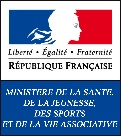 Liberté • Égalité • Fraternité
RÉPUBLIQUE FRANÇAISE
MINISTÈRE DE LA SANTÉ,
DE LA JEUNESSE,
DES SPORTS
ET DE LA VIE ASSOCIATIVE